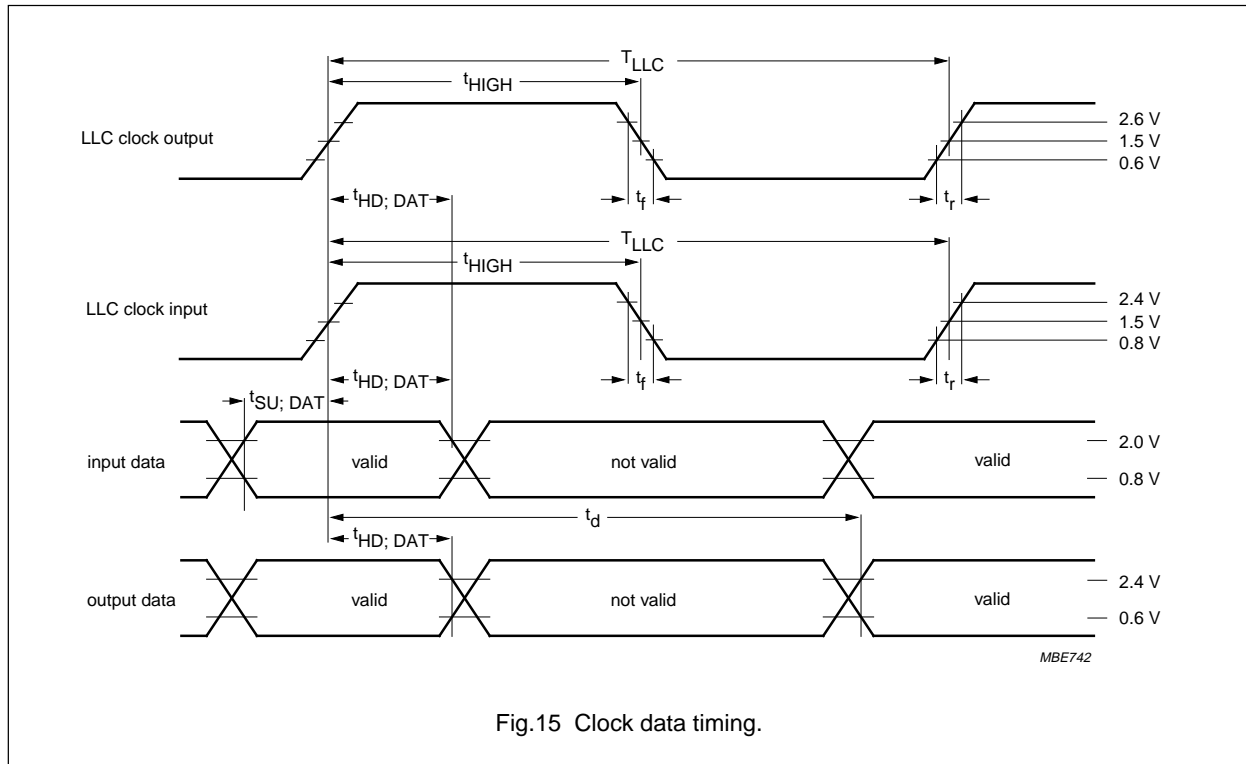 T_LLC
t_HIGH
LLC clock output
2.6 V
1.5 V
0.6 V
t_HD; DAT
t_f
t_r
T_LLC
t_HIGH
LLC clock input
2.4 V
1.5 V
0.8 V
t_HD; DAT
t_f
t_r
t_SU; DAT
input data
valid
not valid
valid
2.0 V
0.8 V
t_d
t_HD; DAT
output data
valid
not valid
valid
2.4 V
0.6 V
MBE742
Fig.15 Clock data timing.